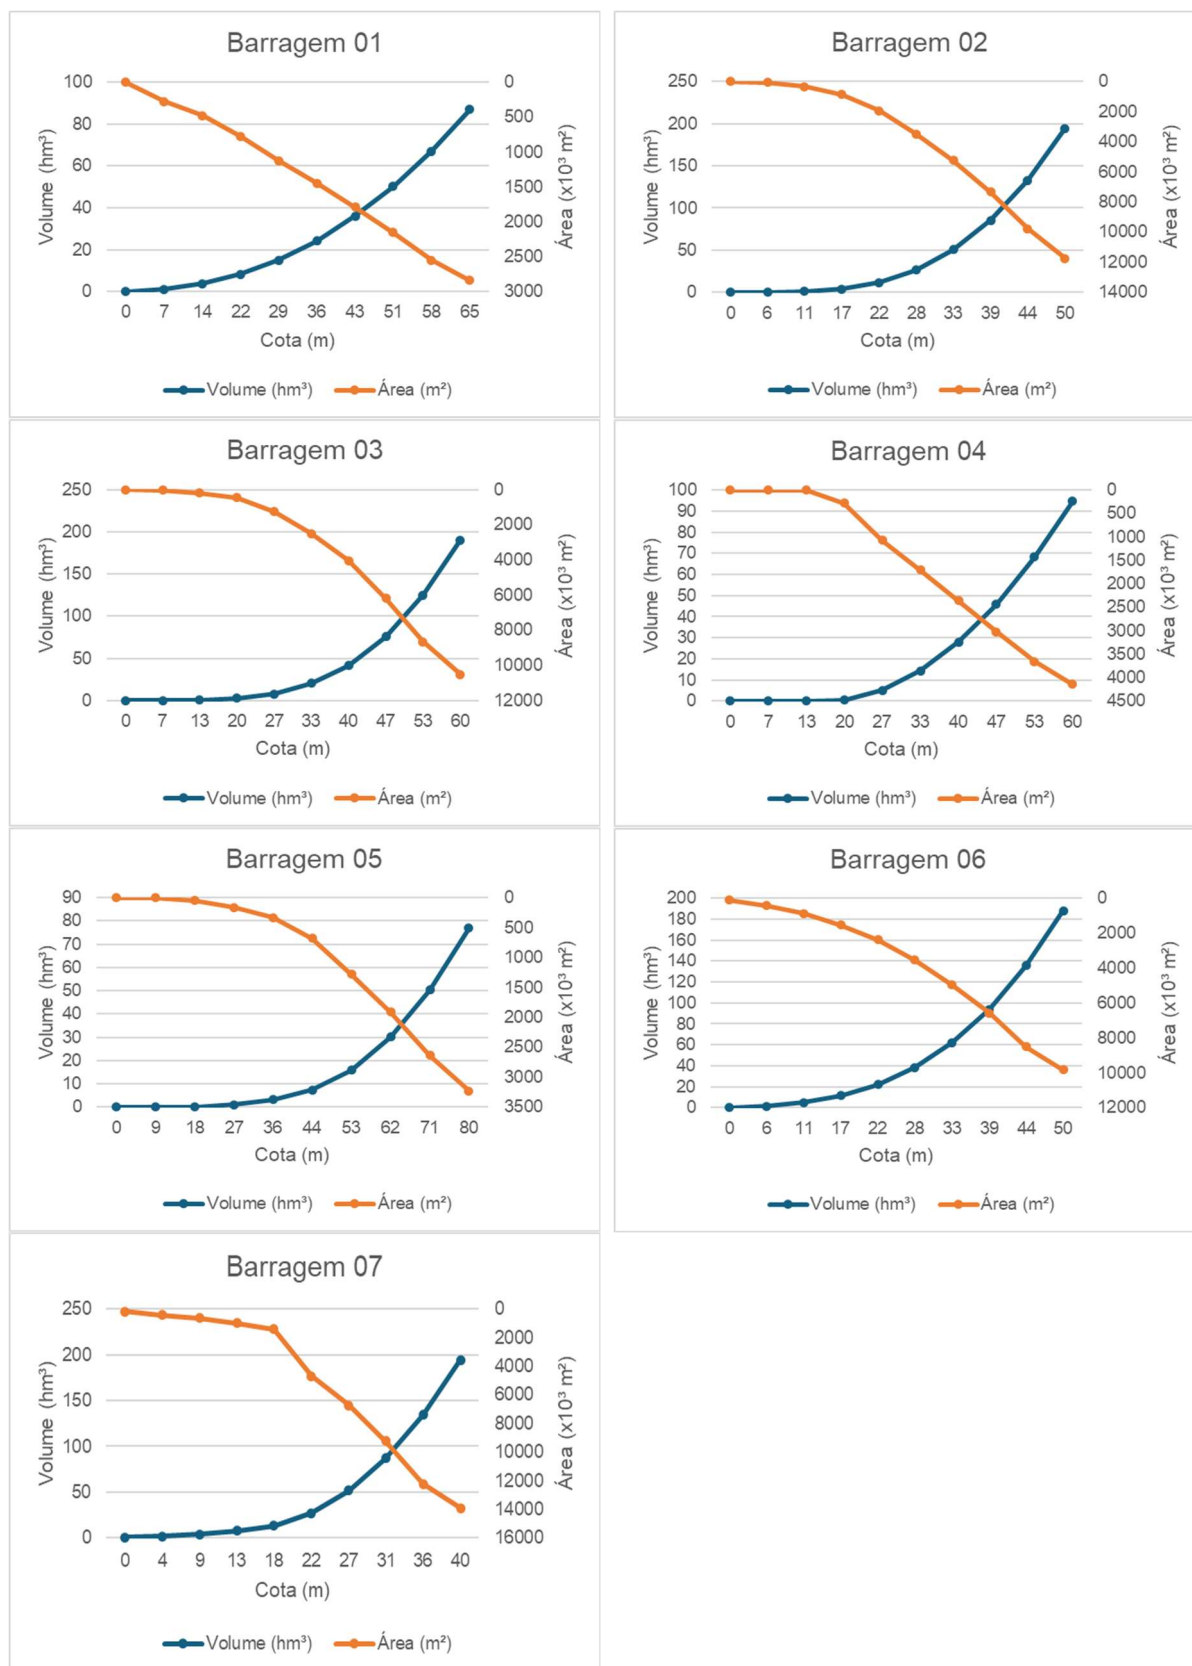 Barragem 01
100
80
60
40
20
0
Volume (hm³)
0
500
1000
1500
2000
2500
3000
Área (x10³ m²)
0 7 14 22 29 36 43 51 58 65
Cota (m)
Volume (hm³) Área (m²)
Barragem 02
250
200
150
100
50
0
Volume (hm³)
0
2000
4000
6000
8000
10000
12000
14000
Área (x10³ m²)
0 6 11 17 22 28 33 39 44 50
Cota (m)
Volume (hm³) Área (m²)
Barragem 03
250
200
150
100
50
0
Volume (hm³)
0
2000
4000
6000
8000
10000
12000
Área (x10³ m²)
0 7 13 20 27 33 40 47 53 60
Cota (m)
Volume (hm³) Área (m²)
Barragem 04
100
90
80
70
60
50
40
30
20
10
0
Volume (hm³)
0
500
1000
1500
2000
2500
3000
3500
4000
4500
Área (x10³ m²)
0 7 13 20 27 33 40 47 53 60
Cota (m)
Volume (hm³) Área (m²)
Barragem 05
90
80
70
60
50
40
30
20
10
0
Volume (hm³)
0
500
1000
1500
2000
2500
3000
3500
Área (x10³ m²)
0 9 18 27 36 44 53 62 71 80
Cota (m)
Volume (hm³) Área (m²)
Barragem 06
200
180
160
140
120
100
80
60
40
20
0
Volume (hm³)
0
2000
4000
6000
8000
10000
12000
Área (x10³ m²)
0 6 11 17 22 28 33 39 44 50
Cota (m)
Volume (hm³) Área (m²)
Barragem 07
250
200
150
100
50
0
Volume (hm³)
0
2000
4000
6000
8000
10000
12000
14000
16000
Área (x10³ m²)
0 4 9 13 18 22 27 31 36 40
Cota (m)
Volume (hm³) Área (m²)